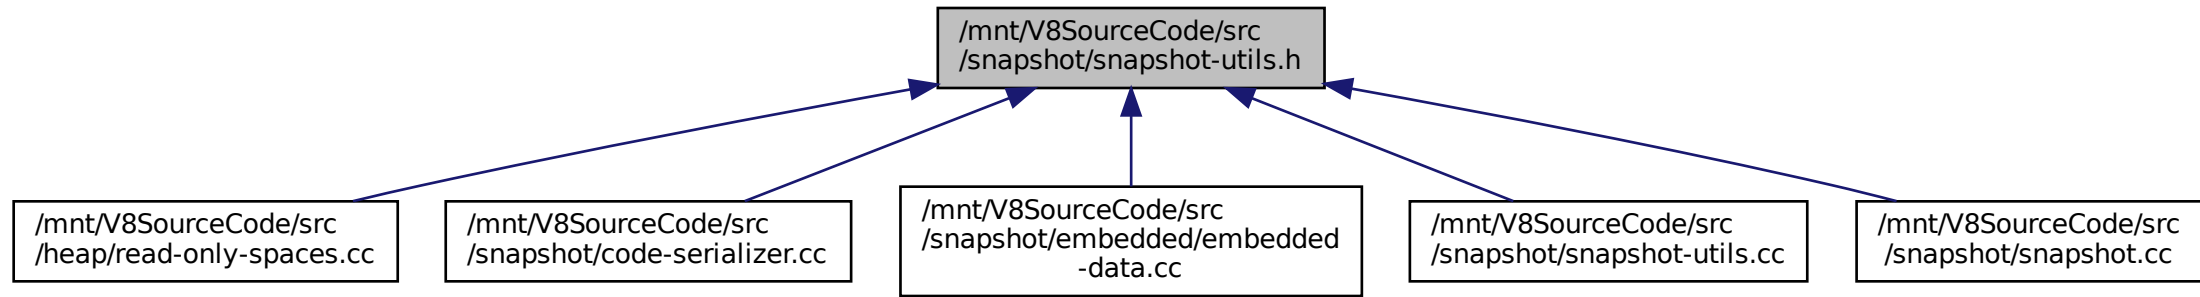 /mnt/V8SourceCode/src
/snapshot/snapshot-utils.h
/mnt/V8SourceCode/src
/heap/read-only-spaces.cc
/mnt/V8SourceCode/src
/snapshot/code-serializer.cc
/mnt/V8SourceCode/src
/snapshot/embedded/embedded
-data.cc
/mnt/V8SourceCode/src
/snapshot/snapshot-utils.cc
/mnt/V8SourceCode/src
/snapshot/snapshot.cc